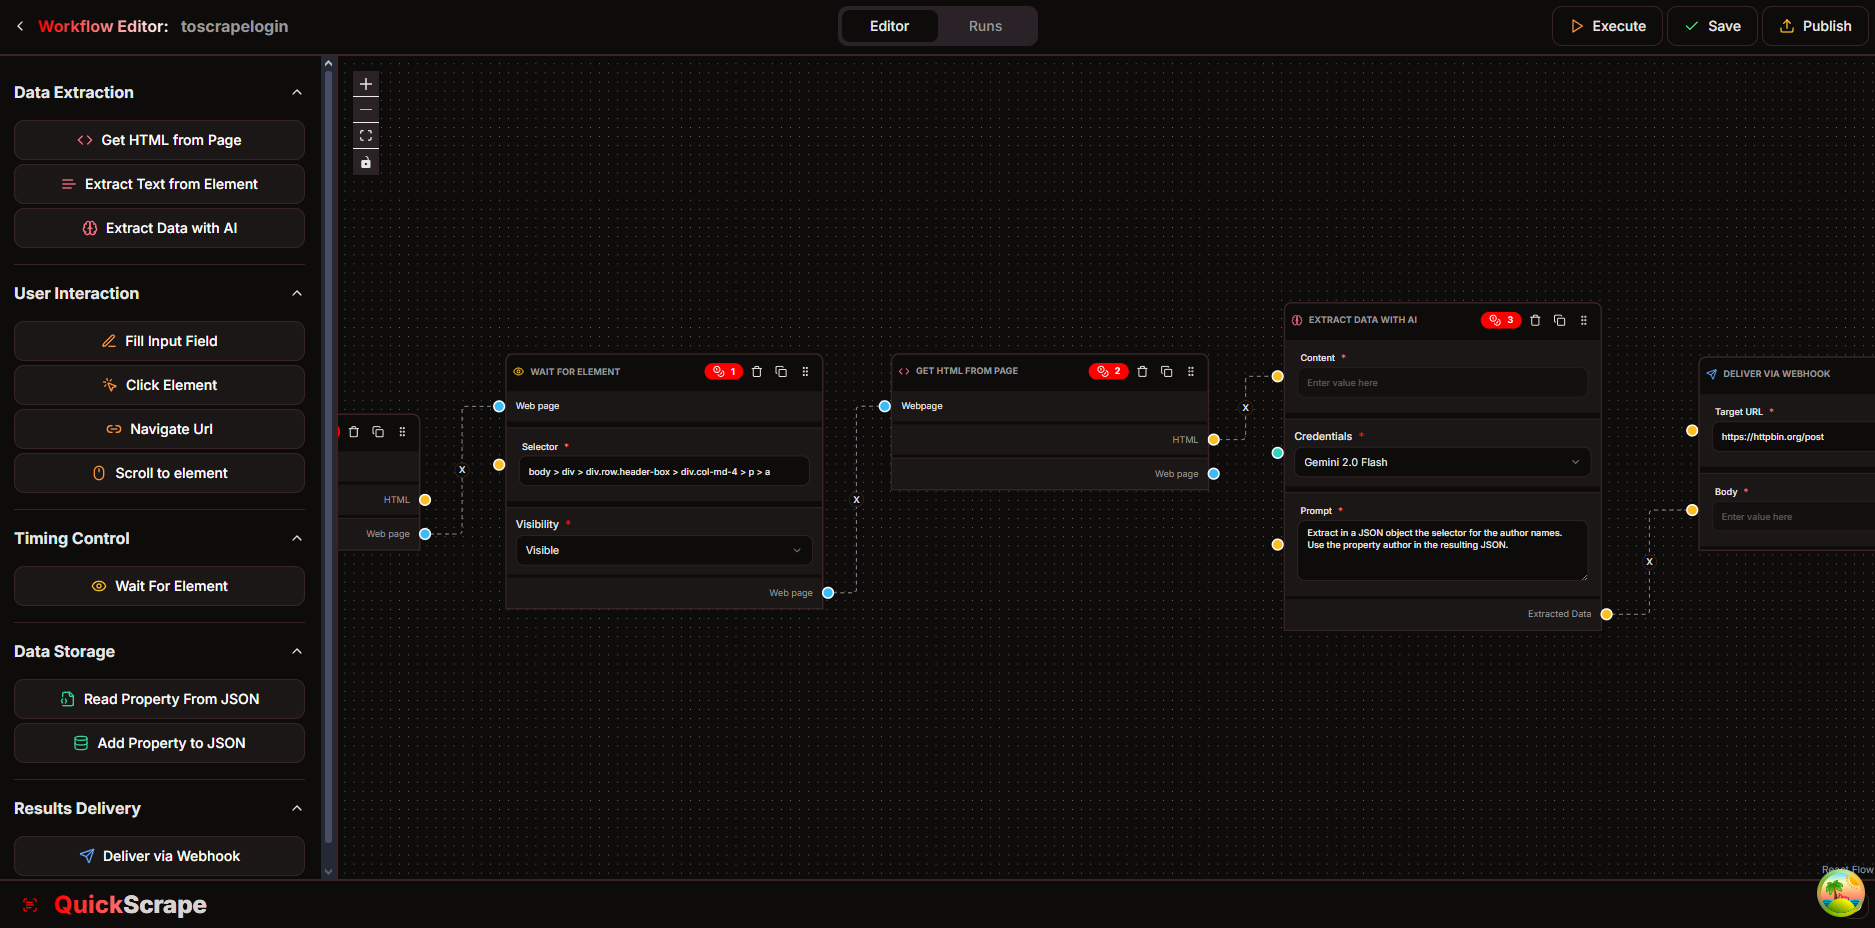 Workflow Editor: toscrapelogin
Editor
Runs
Execute
Save
Publish
Data Extraction
Get HTML from Page
Extract Text from Element
Extract Data with AI
User Interaction
Fill Input Field
Click Element
Navigate Url
Scroll to element
Timing Control
Wait For Element
Data Storage
Read Property From JSON
Add Property to JSON
Results Delivery
Deliver via Webhook
HTML
Web page
X
WAIT FOR ELEMENT
1
Web page
Selector *
body > div > div.row.header-box > div.col-md-4 > p > a
Visibility *
Visible
Web page
X
GET HTML FROM PAGE
2
Webpage
HTML
Web page
X
EXTRACT DATA WITH AI
3
Content *
Enter value here
Credentials *
Gemini 2.0 Flash
Prompt *
Extract in a JSON object the selector for the author names.
Use the property author in the resulting JSON.
Extracted Data
X
DELIVER VIA WEBHOOK
Target URL *
https://httpbin.org/post
Body *
Enter value here
React Flow
QuickScrape